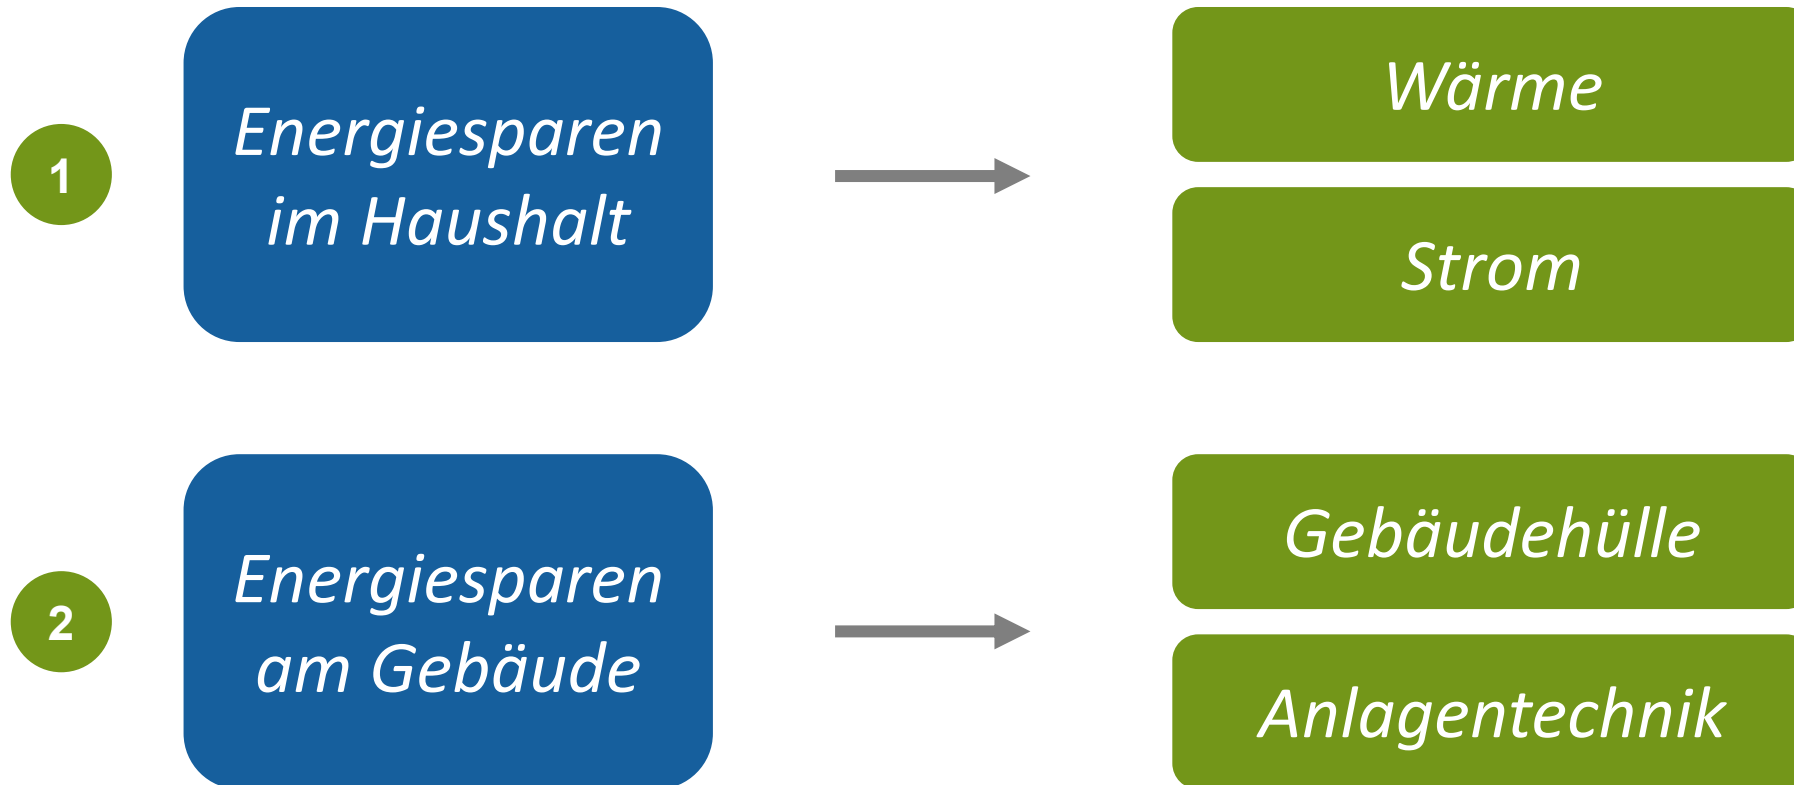 1
Energiesparen
im Haushalt
Wärme
Strom
2
Energiesparen
am Gebäude
Gebäudehülle
Anlagentechnik